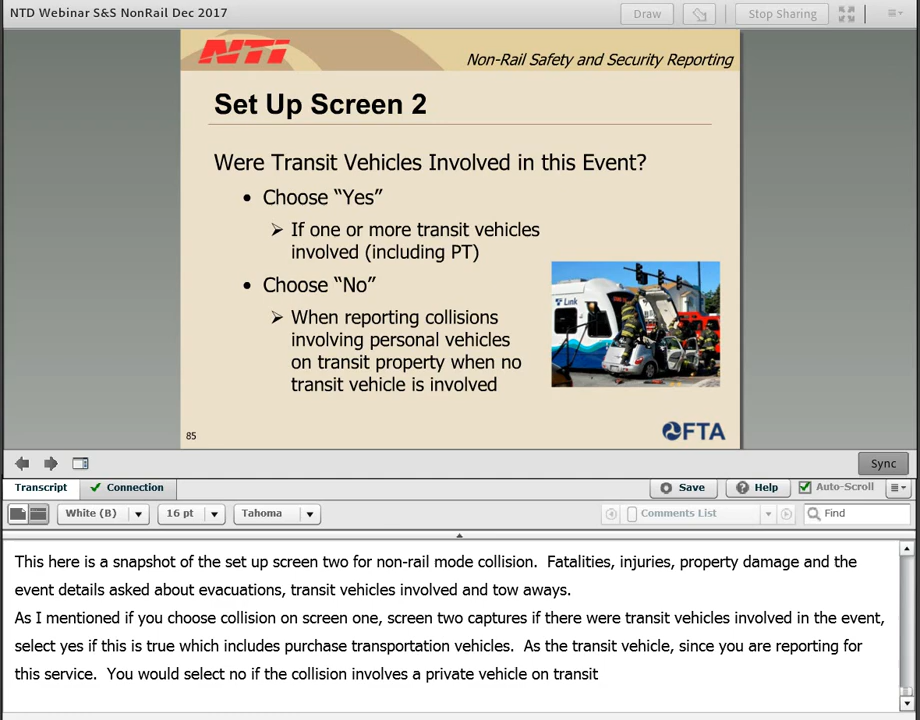 NTD Webinar S&S NonRail Dec 2017
Draw
Stop Sharing
NTI
Non-Rail Safety and Security Reporting
Set Up Screen 2
Were Transit Vehicles Involved in this Event?
• Choose “Yes”
➢ If one or more transit vehicles
involved (including PT)
• Choose “No”
➢ When reporting collisions
involving personal vehicles
on transit property when no
transit vehicle is involved
Link
85
FTA
Sync
Transcript
Connection
Save
Help
Auto-Scroll
White (B)
16 pt
Tahoma
Comments List
Find
This here is a snapshot of the set up screen two for non-rail mode collision.  Fatalities, injuries, property damage and the
event details asked about evacuations, transit vehicles involved and tow aways.
As I mentioned if you choose collision on screen one, screen two captures if there were transit vehicles involved in the event,
select yes if this is true which includes purchase transportation vehicles.  As the transit vehicle, since you are reporting for
this service.  You would select no if the collision involves a private vehicle on transit